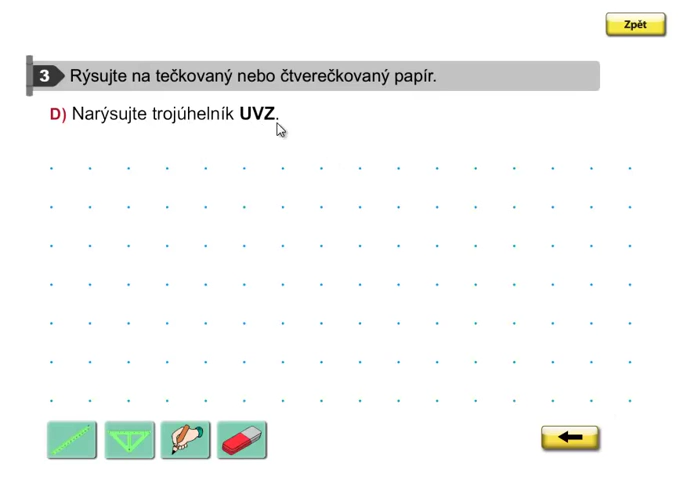 Zpět
3 Rýsujte na tečkovaný nebo čtverečkovaný papír.
D) Narýsujte trojúhelník UVZ.